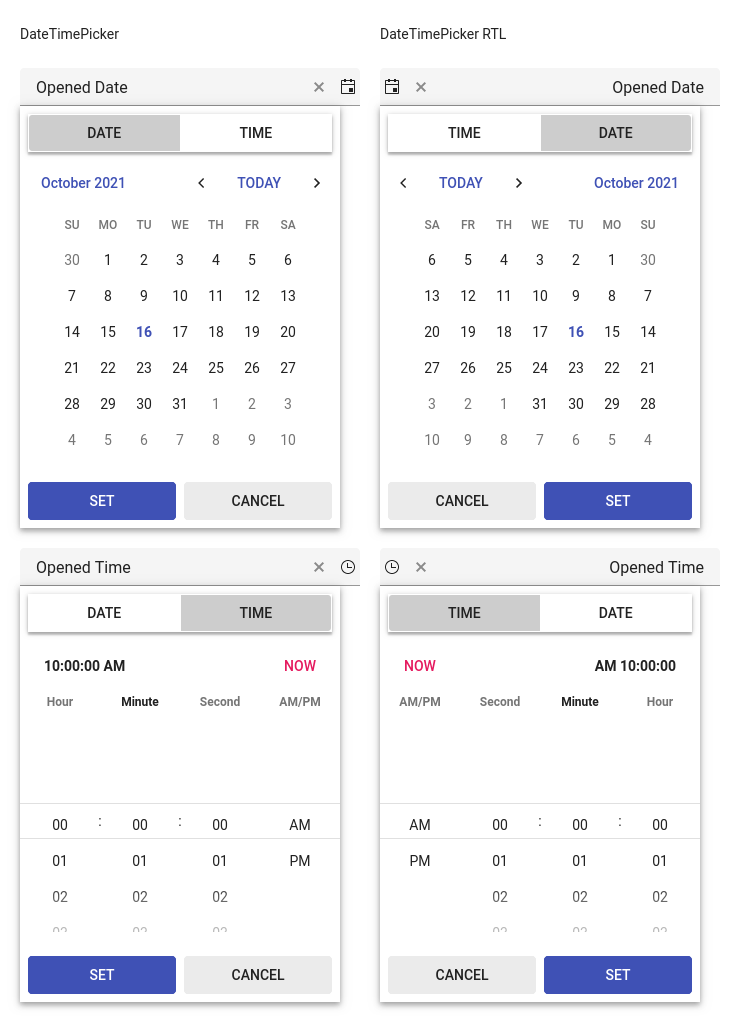 DateTimePicker
DateTimePicker RTL
Opened Date
Opened Date
DATE TIME
TIME DATE
October 2021 TODAY
TODAY October 2021
SU MO TU WE TH FR SA
SA FR TH WE TU MO SU
30 1 2 3 4 5 6
6 5 4 3 2 1 30
7 8 9 10 11 12 13
13 12 11 10 9 8 7
14 15 16 17 18 19 20
20 19 18 17 16 15 14
21 22 23 24 25 26 27
27 26 25 24 23 22 21
28 29 30 31 1 2 3
3 2 1 31 30 29 28
4 5 6 7 8 9 10
10 9 8 7 6 5 4
SET CANCEL
CANCEL SET
Opened Time
Opened Time
DATE TIME
TIME DATE
10:00:00 AM NOW
NOW AM 10:00:00
Hour Minute Second AM/PM
AM/PM Second Minute Hour
00 : 00 : 00 AM
AM 00 : 00 : 00
01 01 01 PM
PM 01 01 01
02 02 02
02 02 02
03 03 03
03 03 03
SET CANCEL
CANCEL SET